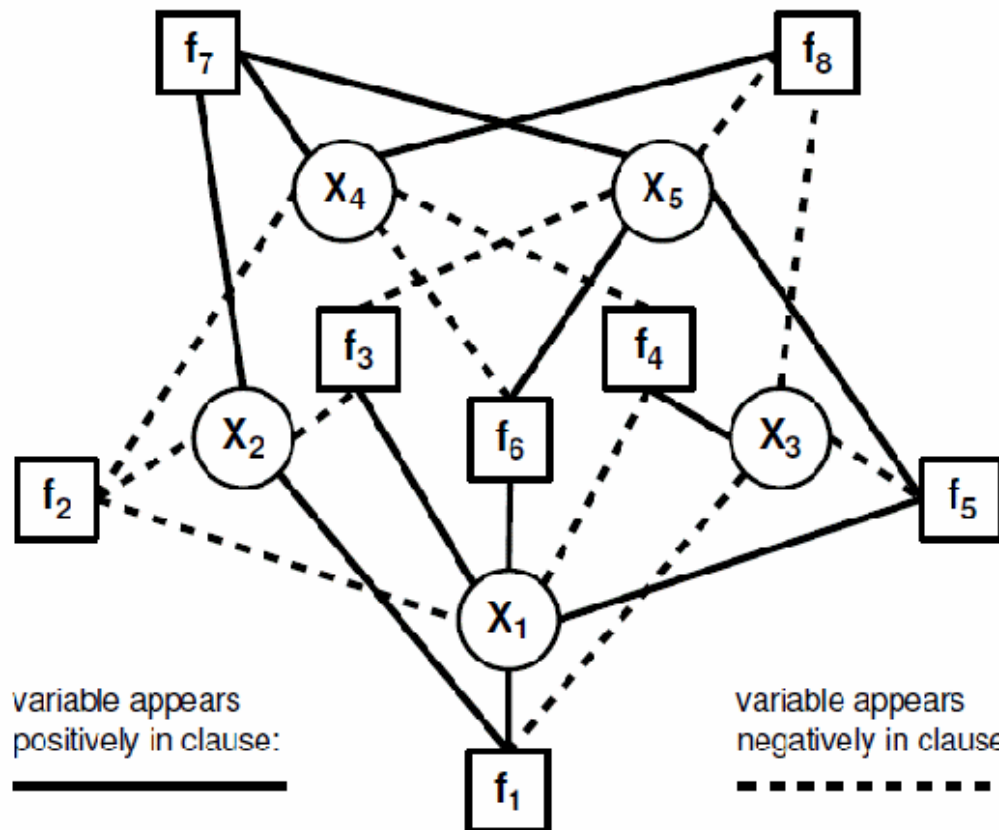 f7
f8
X4
X5
f3
f4
X2
f6
X3
f2
f5
X1
variable appears
positively in clause:
variable appears
negatively in clause
f1